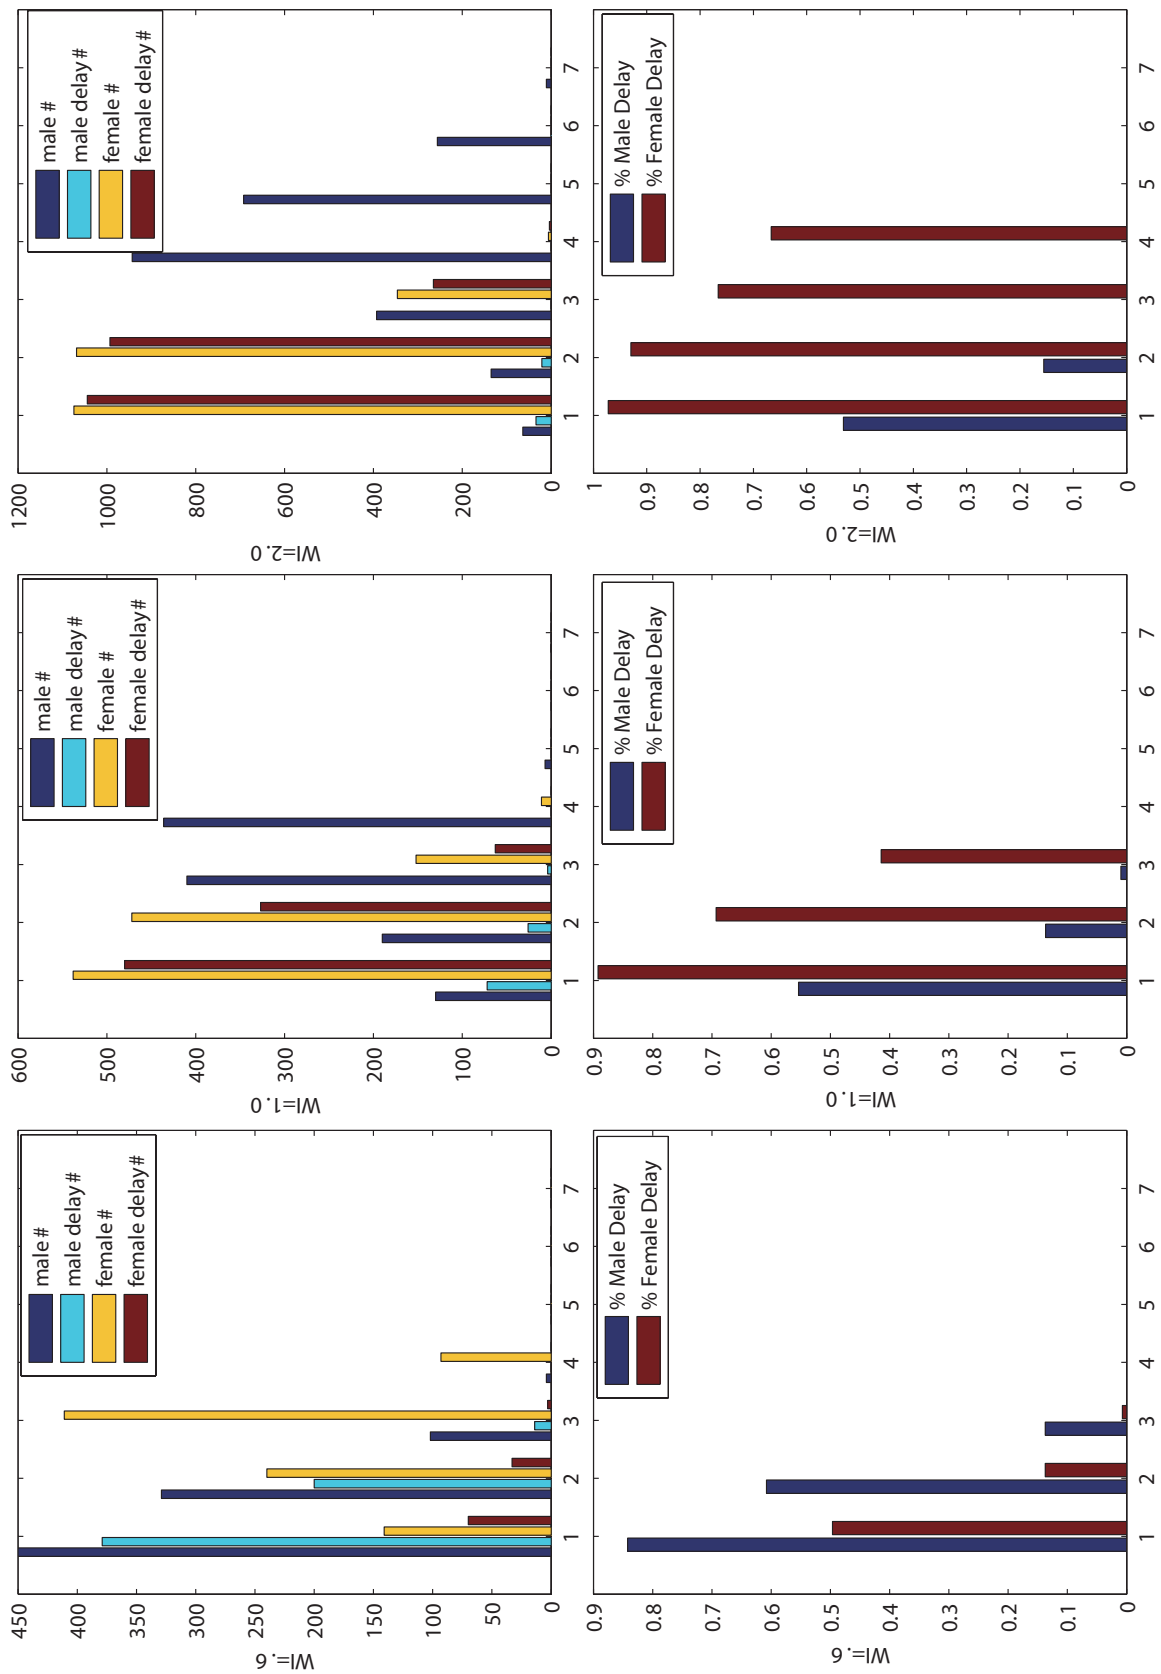 WI=.6
450
400
350
300
250
200
150
100
50
0
1 2 3 4 5 6 7
male #
male delay#
female #
female delay#
WI=1.0
600
500
400
300
200
100
0
1 2 3 4 5 6 7
male #
male delay#
female #
female delay#
WI=2.0
1200
1000
800
600
400
200
0
1 2 3 4 5 6 7
male #
male delay#
female #
female delay#
WI=.6
0.9
0.8
0.7
0.6
0.5
0.4
0.3
0.2
0.1
0
1 2 3 4 5 6 7
% Male Delay
% Female Delay
WI=1.0
0.9
0.8
0.7
0.6
0.5
0.4
0.3
0.2
0.1
0
1 2 3 4 5 6 7
% Male Delay
% Female Delay
WI=2.0
1
0.9
0.8
0.7
0.6
0.5
0.4
0.3
0.2
0.1
0
1 2 3 4 5 6 7
% Male Delay
% Female Delay